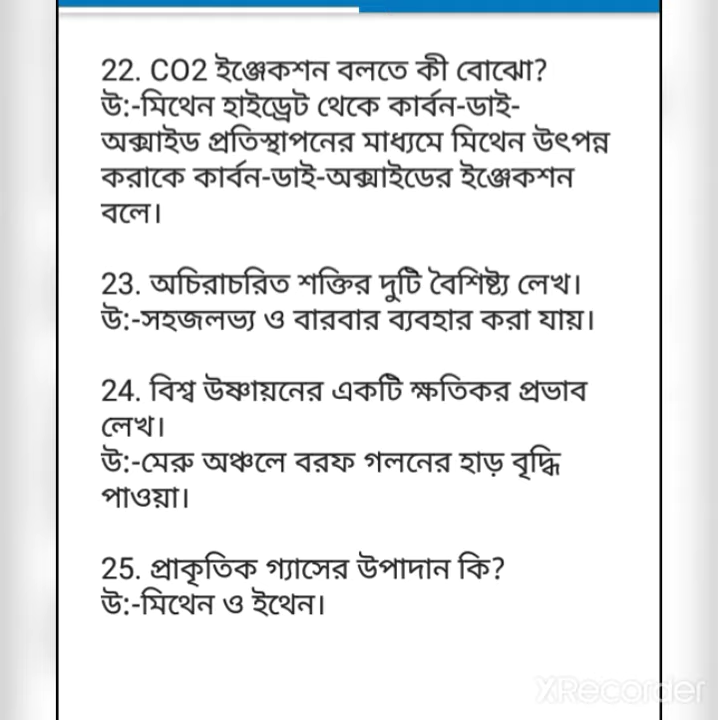 22. CO2 ইঞ্জেকশন বলতে কী বোঝো?
উ:-মিথেন হাইড্রেট থেকে কার্বন-ডাই-
অক্সাইড প্রতিস্থাপনের মাধ্যমে মিথেন উৎপন্ন
করাকে কার্বন-ডাই-অক্সাইডের ইঞ্জেকশন
বলে।
23. অচিরাচরিত শক্তির দুটি বৈশিষ্ট্য লেখ।
উ:-সহজলভ্য ও বারবার ব্যবহার করা যায়।
24. বিশ্ব উষ্ণায়নের একটি ক্ষতিকর প্রভাব
লেখ।
উ:-মেরু অঞ্চলে বরফ গলনের হাড় বৃদ্ধি
পাওয়া।
25. প্রাকৃতিক গ্যাসের উপাদান কি?
উ:-মিথেন ও ইথেন।
XRecorder